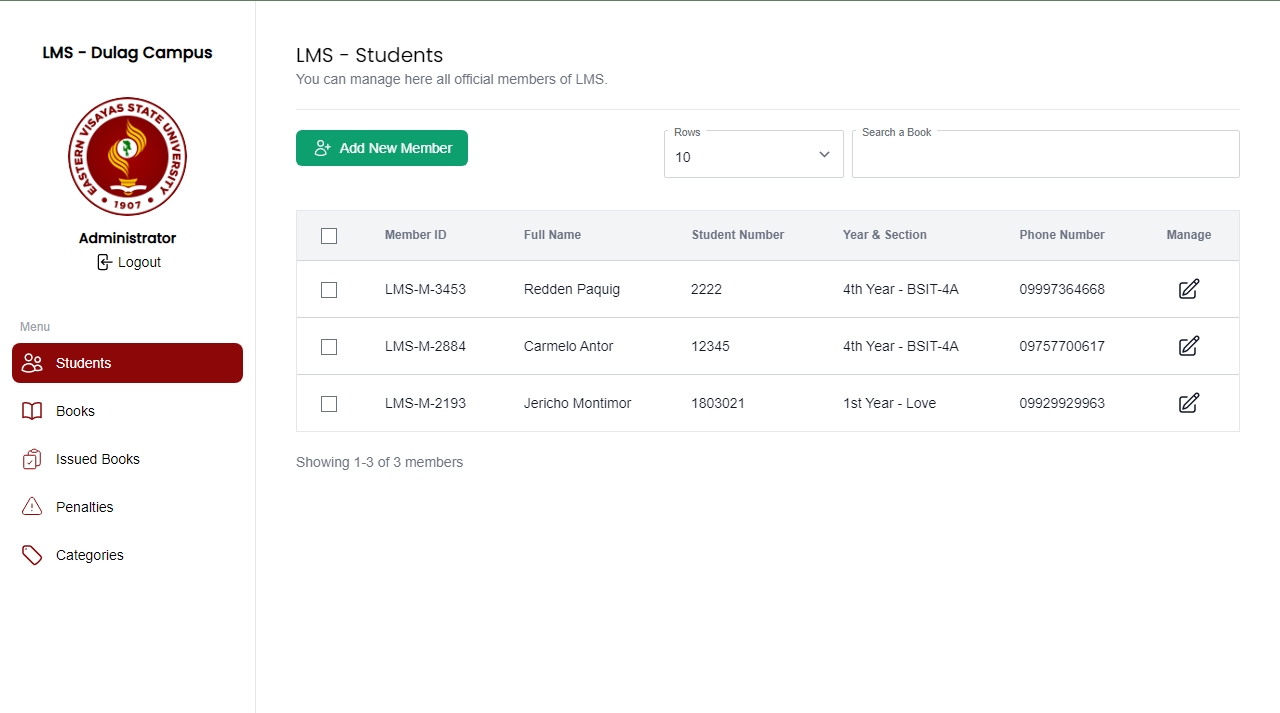 LMS - Dulag Campus
EASTERN VISAYAS STATE UNIVERSITY
• 1907 •
Administrator
Logout
Menu
Students
Books
Issued Books
Penalties
Categories
LMS - Students
You can manage here all official members of LMS.
Add New Member
Rows
10
Search a Book
Member ID Full Name Student Number Year & Section Phone Number Manage
LMS-M-3453 Redden Paquig 2222 4th Year - BSIT-4A 09997364668
LMS-M-2884 Carmelo Antor 12345 4th Year - BSIT-4A 09757700617
LMS-M-2193 Jericho Montimor 1803021 1st Year - Love 09929929963
Showing 1-3 of 3 members